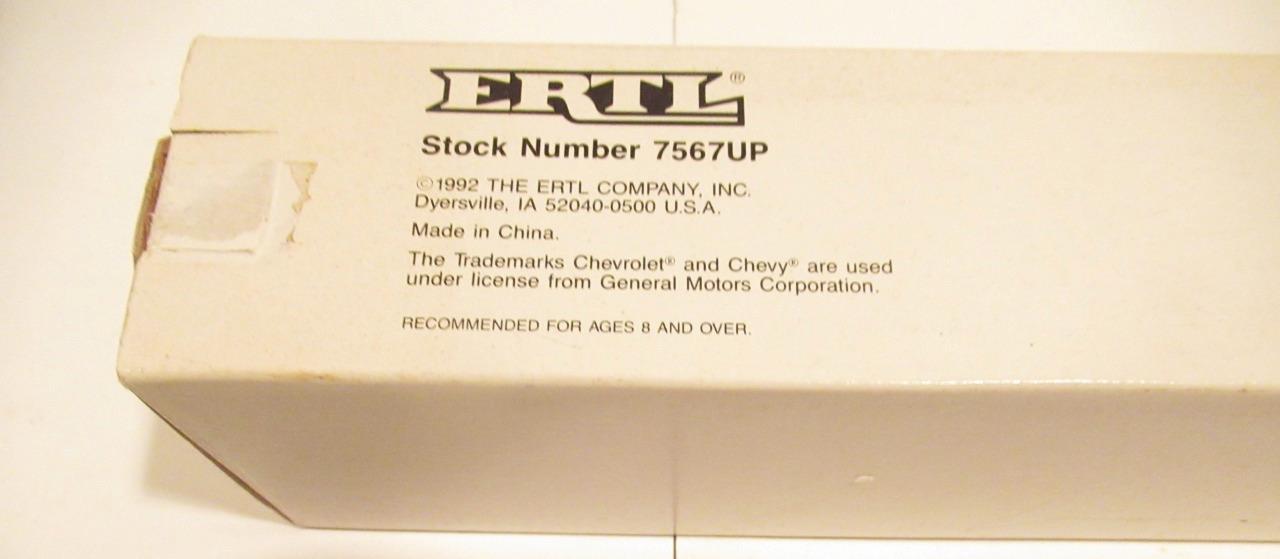 ERTL®
Stock Number 7567UP
©1992 THE ERTL COMPANY, INC.
Dyersville, IA 52040-0500 U.S.A.
Made in China.
The Trademarks Chevrolet® and Chevy® are used
under license from General Motors Corporation.
RECOMMENDED FOR AGES 8 AND OVER.